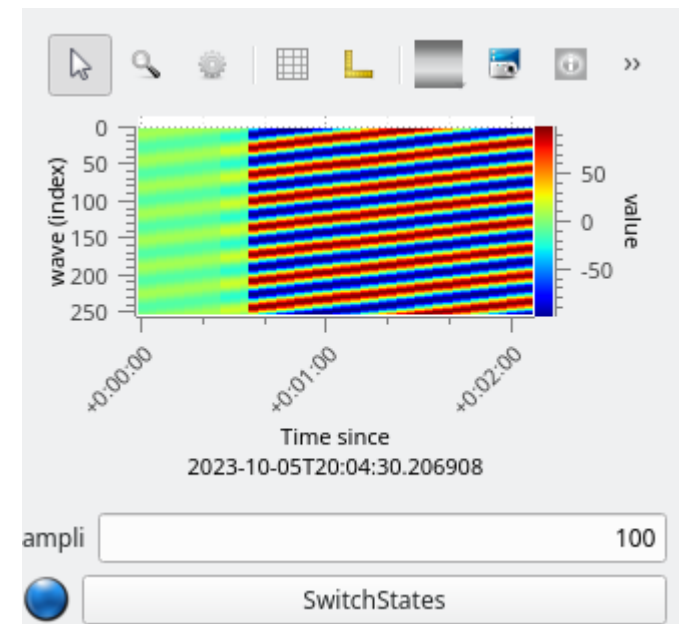 »
0
50
100
150
200
250
wave (index)
50
0
-50
value
+0:00:00
+0:01:00
+0:02:00
Time since
2023-10-05T20:04:30.206908
ampli
100
SwitchStates